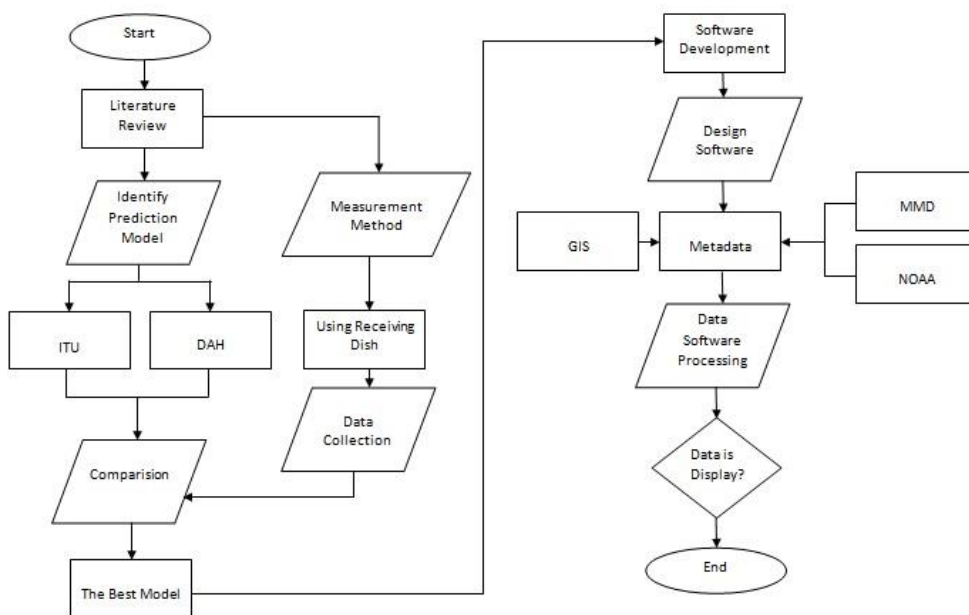 Start
Literature
Review
Identify
Prediction
Model
Measurement
Method
ITU
DAH
Using Receiving
Dish
Data
Collection
Comparision
The Best Model
Software
Development
Design
Software
GIS
Metadata
MMD
NOAA
Data
Software
Processing
Data is
Display?
End